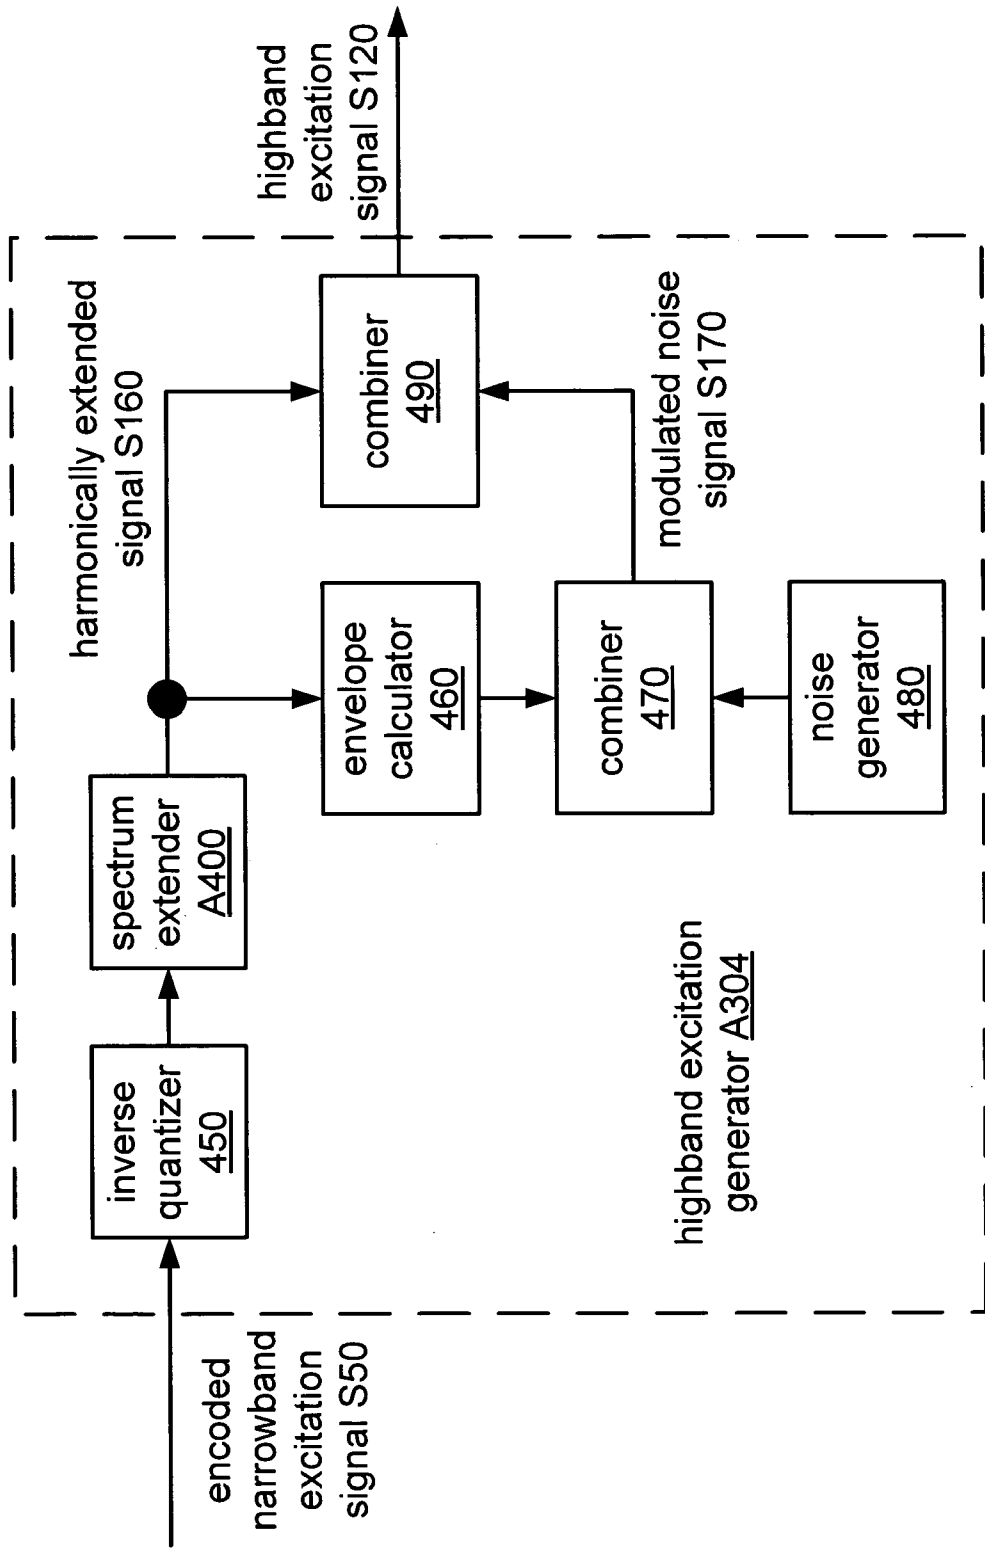 encoded
narrowband
excitation
signal S50
inverse
quantizer
450
spectrum
extender
A400
harmonically extended
signal S160
envelope
calculator
460
combiner
470
noise
generator
480
combiner
490
modulated noise
signal S170
highband
excitation
signal S120
highband excitation
generator A304